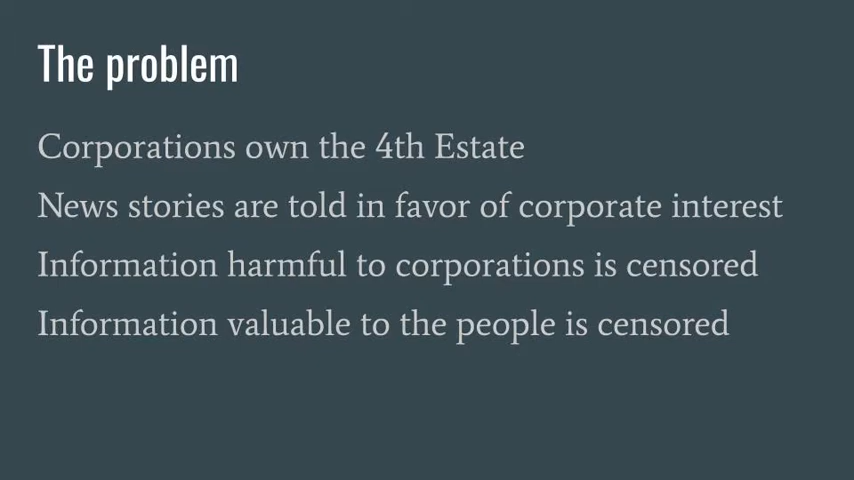 The problem
Corporations own the 4th Estate
News stories are told in favor of corporate interest
Information harmful to corporations is censored
Information valuable to the people is censored